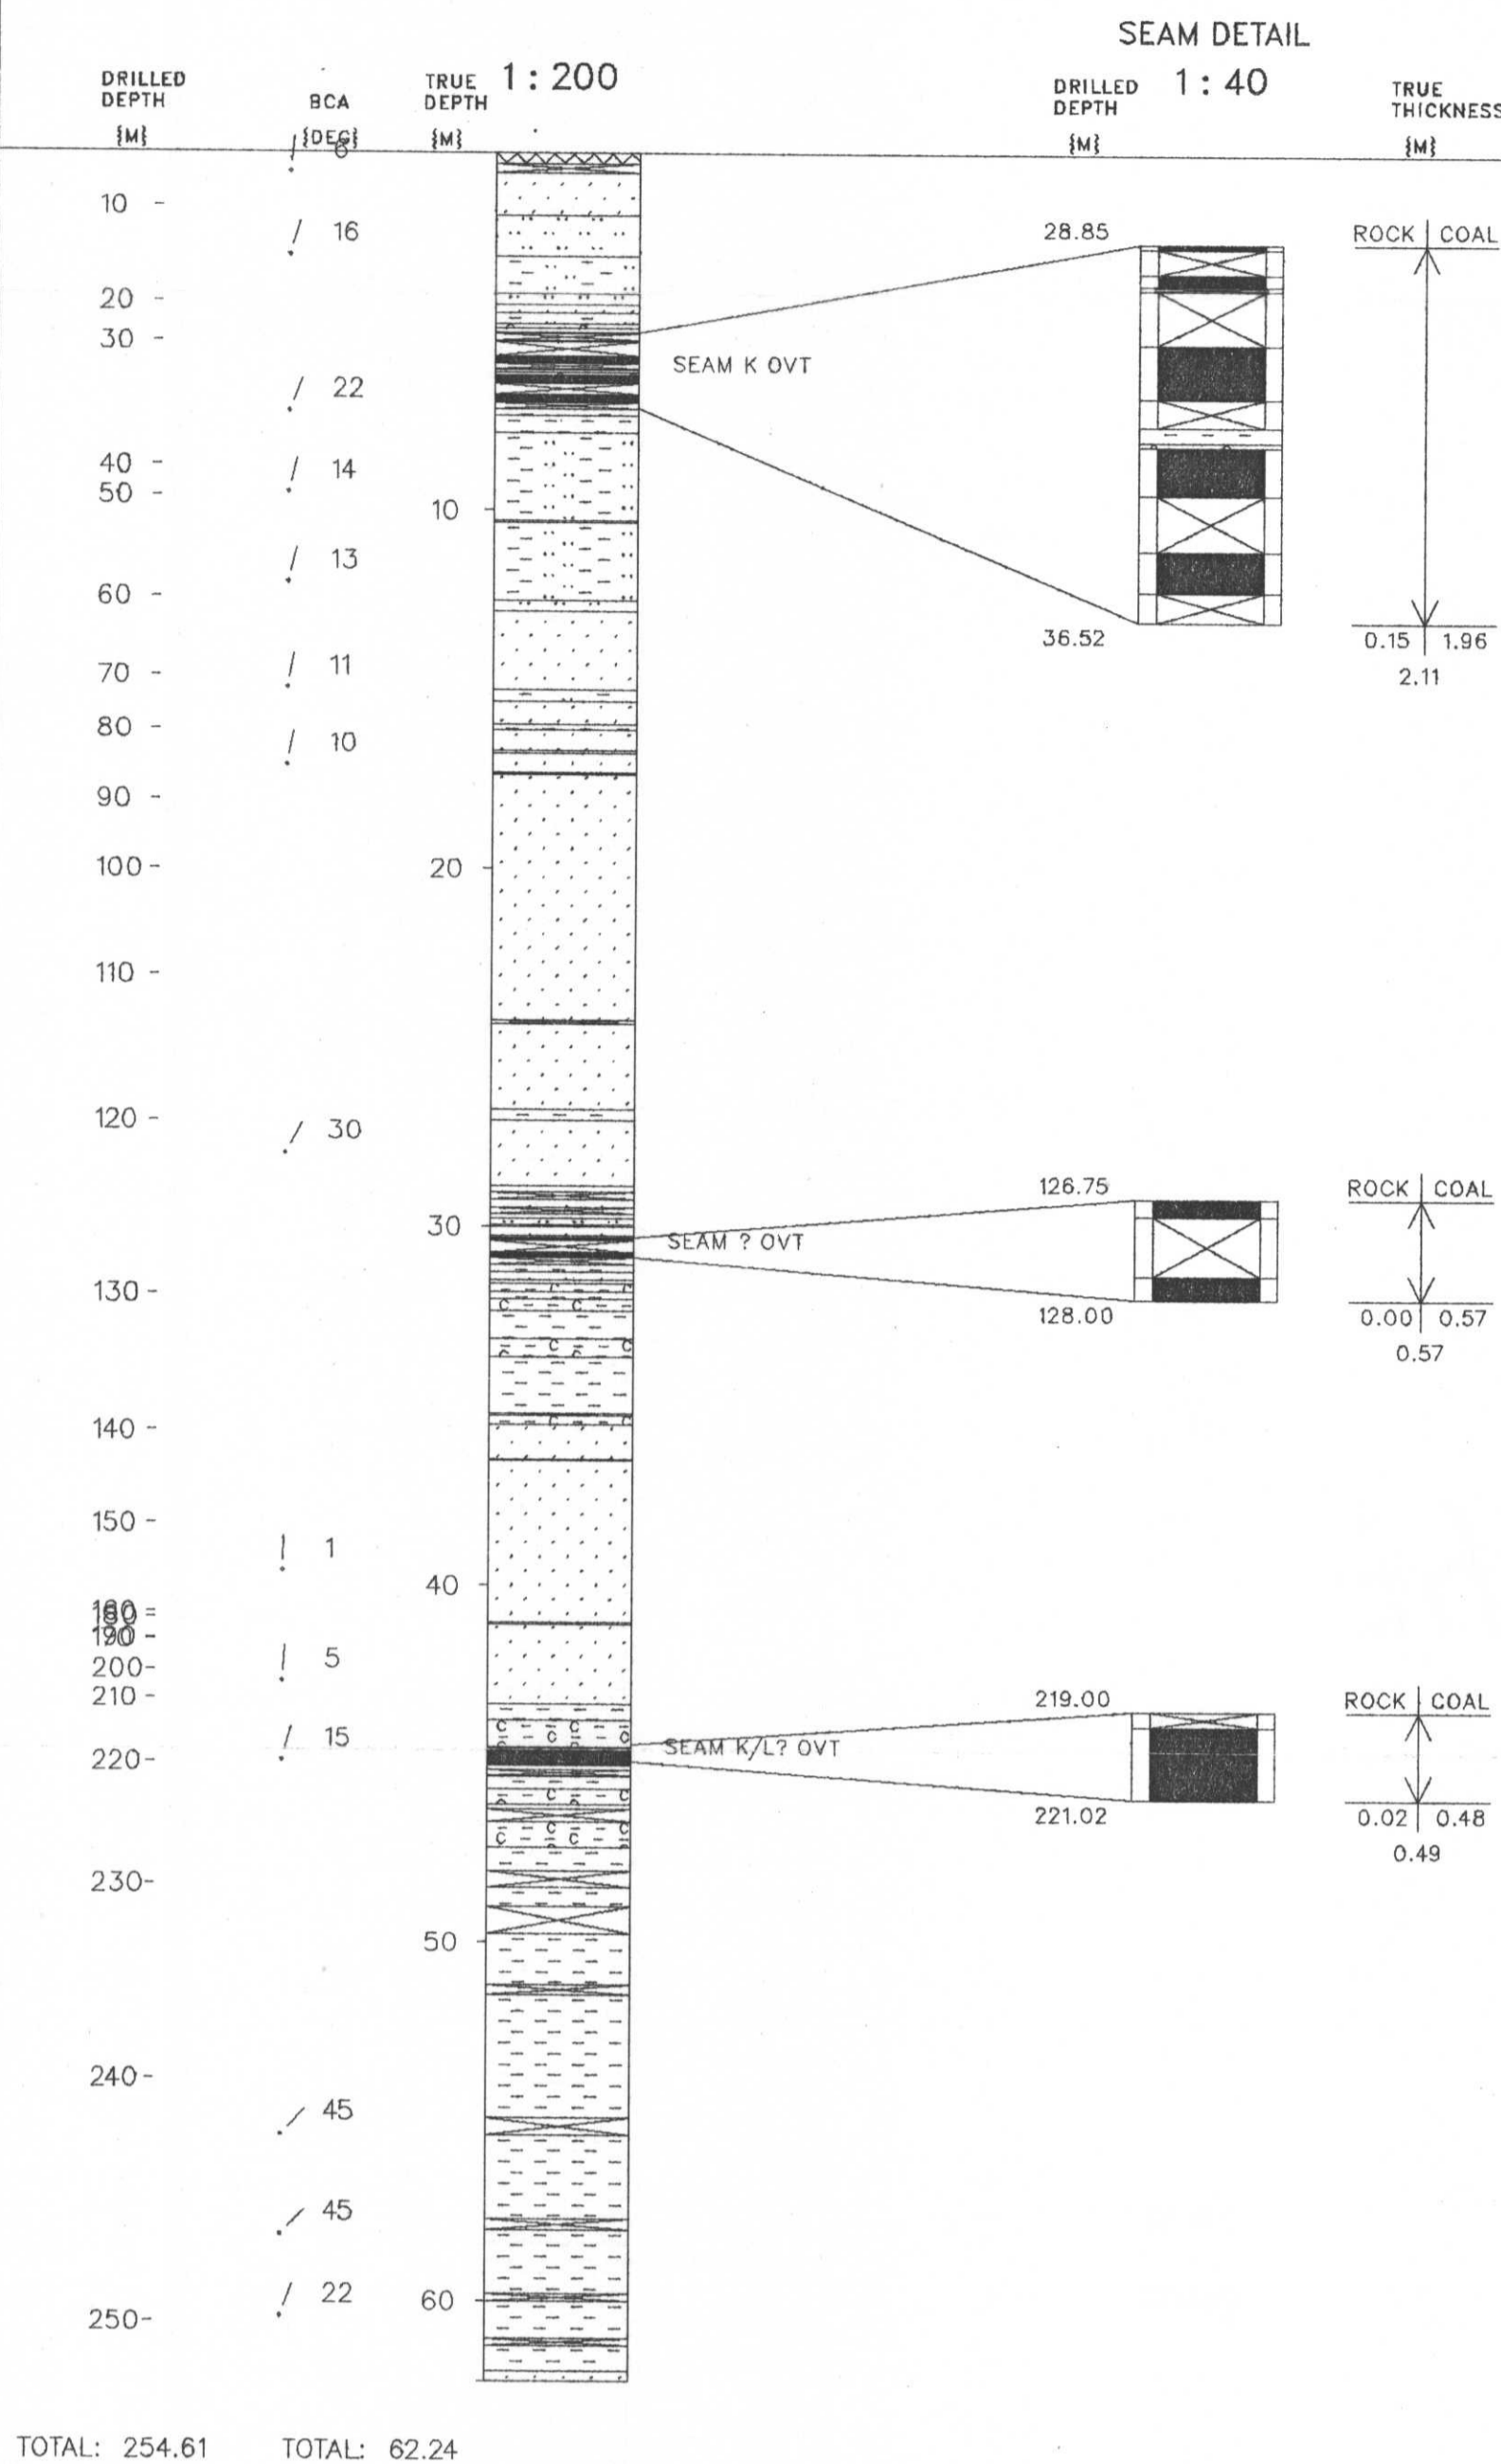 SEAM DETAIL
DRILLED DEPTH {M}
BCA {DEG}
TRUE DEPTH {M}
1 : 200
DRILLED DEPTH {M}
1 : 40
TRUE THICKNESS {M}
6
10 -
16
28.85
ROCK | COAL
20 -
30 -
SEAM K OVT
22
40 -
14
50 -
10
13
60 -
36.52
0.15 | 1.96
11
70 -
2.11
80 -
10
90 -
100 -
20
110 -
120 -
30
126.75
ROCK | COAL
30
SEAM ? OVT
130 -
C C
128.00
0.00 | 0.57
C C
0.57
140 -
C C
150 -
1
40
180 =
190 -
5
200-
210 -
219.00
ROCK | COAL
C C
15
C C
SEAM K/L? OVT
220 -
C C
221.02
0.02 | 0.48
C C
C C
0.49
230-
50
240-
45
45
22
60
250-
TOTAL: 254.61
TOTAL: 62.24